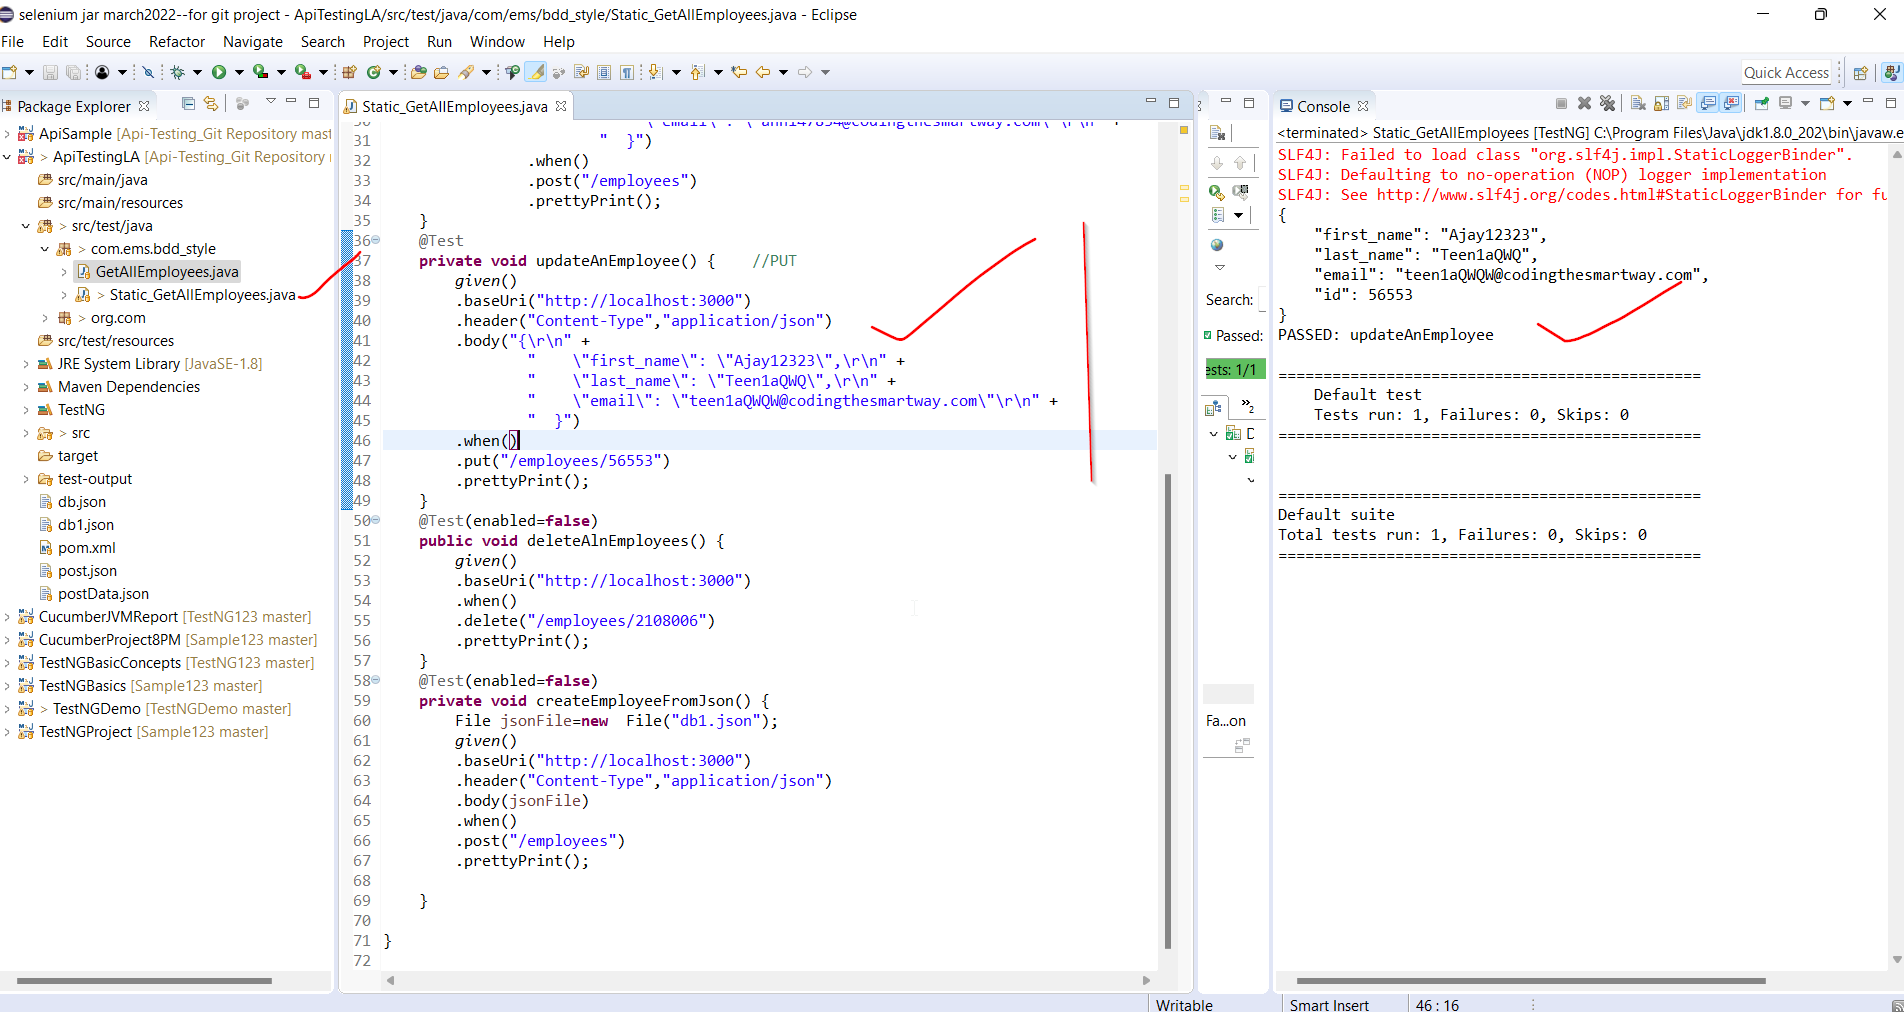 selenium jar march2022--for git project - ApiTestingLA/src/test/java/com/ems/bdd_style/Static_GetAllEmployees.java - Eclipse
File Edit Source Refactor Navigate Search Project Run Window Help
Quick Access
Package Explorer
ApiSample [Api-Testing_Git Repository mast
> ApiTestingLA [Api-Testing_Git Repository
src/main/java
src/main/resources
> src/test/java
> com.ems.bdd_style
GetAllEmployees.java
> Static_GetAllEmployees.java
> org.com
src/test/resources
JRE System Library [JavaSE-1.8]
Maven Dependencies
TestNG
> src
target
test-output
db.json
db1.json
pom.xml
post.json
postData.json
CucumberJVMReport [TestNG123 master]
CucumberProject8PM [Sample123 master]
TestNGBasicConcepts [TestNG123 master]
TestNGBasics [Sample123 master]
> TestNGDemo [TestNGDemo master]
TestNGProject [Sample123 master]
Static_GetAllEmployees.java
31 "  }")
32 .when()
33 .post("/employees")
34 .prettyPrint();
35 }
36 @Test
37 private void updateAnEmployee() {    //PUT
38 given()
39 .baseUri("http://localhost:3000")
40 .header("Content-Type","application/json")
41 .body("{\r\n" +
42 "    \"first_name\": \"Ajay12323\",\r\n" +
43 "    \"last_name\": \"Teen1aQWQ\",\r\n" +
44 "    \"email\": \"teen1aQWQW@codingthesmartway.com\"\r\n" +
45 "  }")
46 .when()
47 .put("/employees/56553")
48 .prettyPrint();
49 }
50 @Test(enabled=false)
51 public void deleteAlnEmployees() {
52 given()
53 .baseUri("http://localhost:3000")
54 .when()
55 .delete("/employees/2108006")
56 .prettyPrint();
57 }
58 @Test(enabled=false)
59 private void createEmployeeFromJson() {
60 File jsonFile=new  File("db1.json");
61 given()
62 .baseUri("http://localhost:3000")
63 .header("Content-Type","application/json")
64 .body(jsonFile)
65 .when()
66 .post("/employees")
67 .prettyPrint();
68
69 }
70
71 }
72
Search:
Passed:
ests: 1/1
»2
Fa...on
Console
<terminated> Static_GetAllEmployees [TestNG] C:\Program Files\Java\jdk1.8.0_202\bin\javaw.e
SLF4J: Failed to load class "org.slf4j.impl.StaticLoggerBinder".
SLF4J: Defaulting to no-operation (NOP) logger implementation
SLF4J: See http://www.slf4j.org/codes.html#StaticLoggerBinder for fu
{
"first_name": "Ajay12323",
"last_name": "Teen1aQWQ",
"email": "teen1aQWQW@codingthesmartway.com",
"id": 56553
}
PASSED: updateAnEmployee
===============================================
Default test
Tests run: 1, Failures: 0, Skips: 0
===============================================
===============================================
Default suite
Total tests run: 1, Failures: 0, Skips: 0
===============================================
Writable Smart Insert 46 : 16